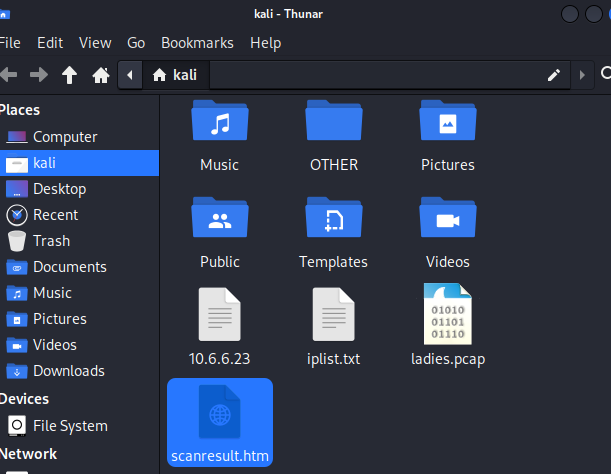 kali - Thunar
File Edit View Go Bookmarks Help
kali
Places
Computer
kali
Desktop
Recent
Trash
Documents
Music
Pictures
Videos
Downloads
Devices
File System
Network
Music OTHER Pictures
Public Templates Videos
01010
01101
01110
10.6.6.23 iplist.txt ladies.pcap
scanresult.htm